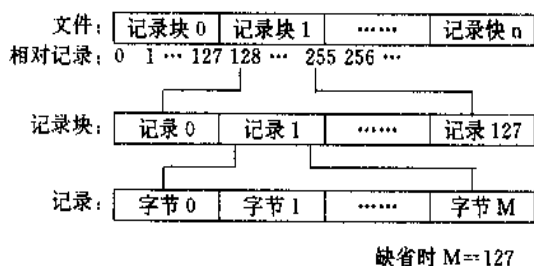 文件: 记录块 0 记录块 1 …… 记录快 n
相对记录: 0 1 … 127 128 … 255 256 …
记录块: 记录 0 记录 1 …… 记录 127
记录: 字节 0 字节 1 …… 字节 M
缺省时 M=127